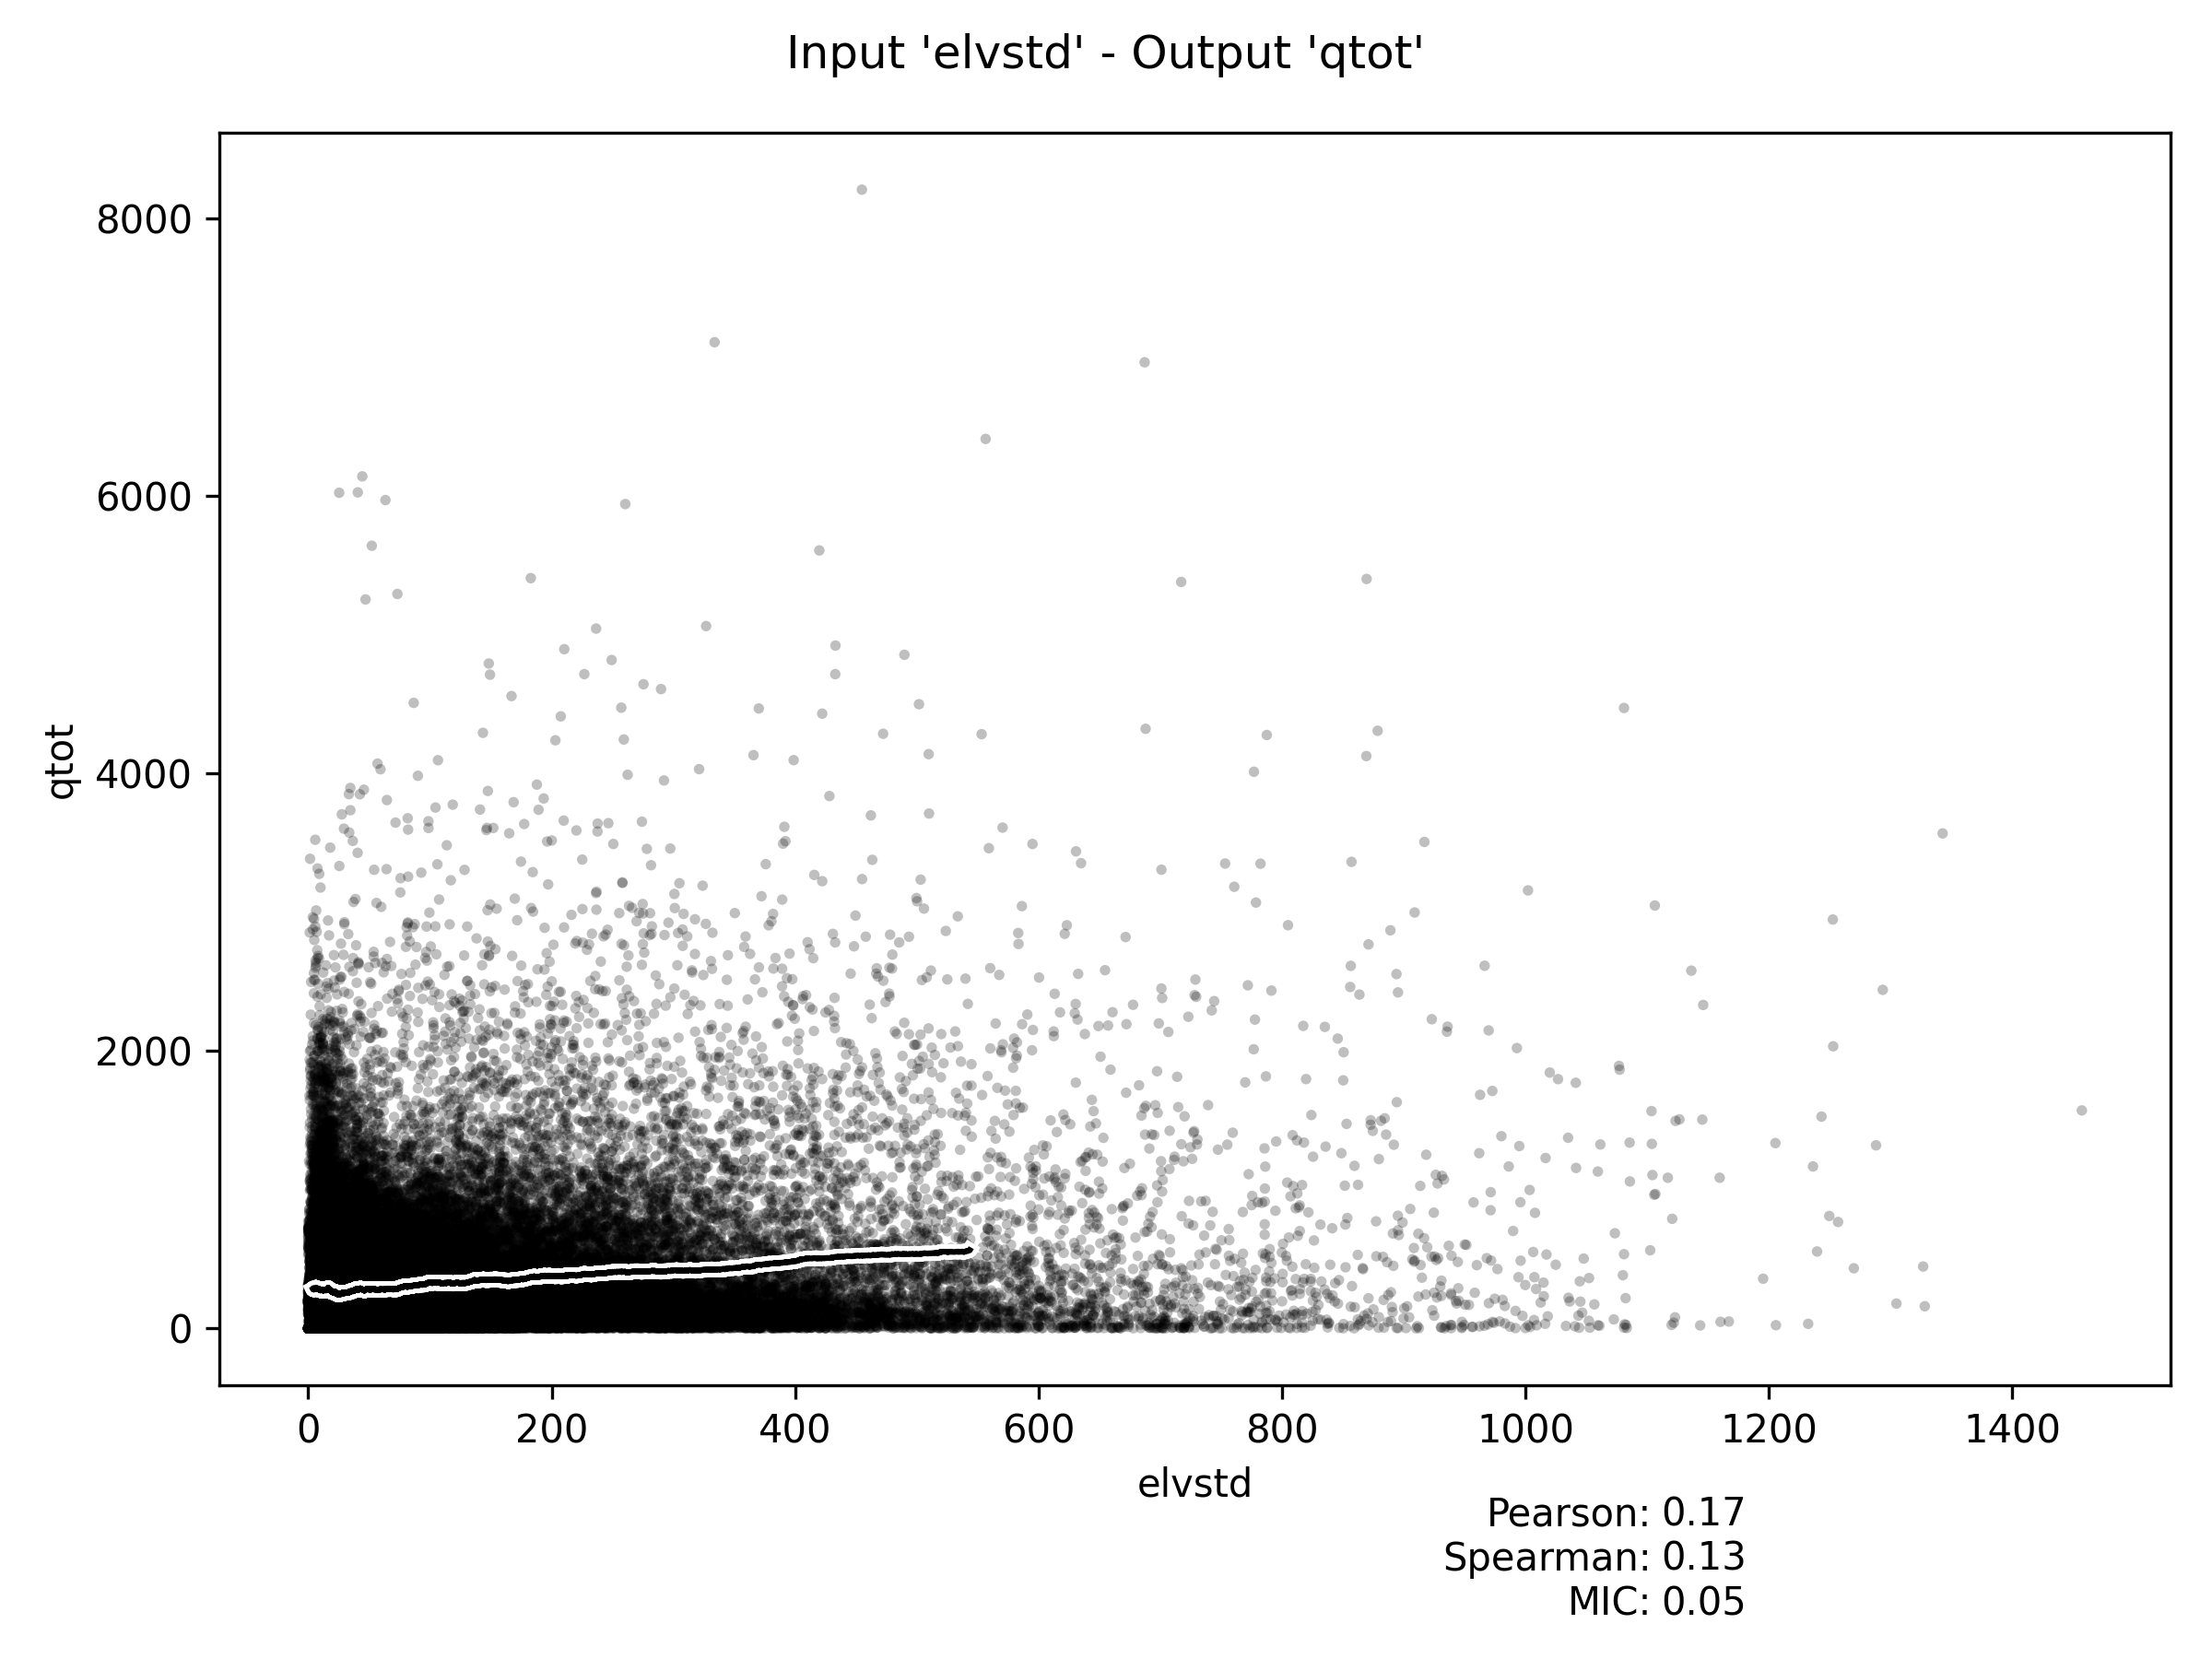 Input 'elvstd' - Output 'qtot'
8000
6000
4000
2000
0
qtot
0 200 400 600 800 1000 1200 1400
elvstd
Pearson: 0.17
Spearman: 0.13
MIC: 0.05